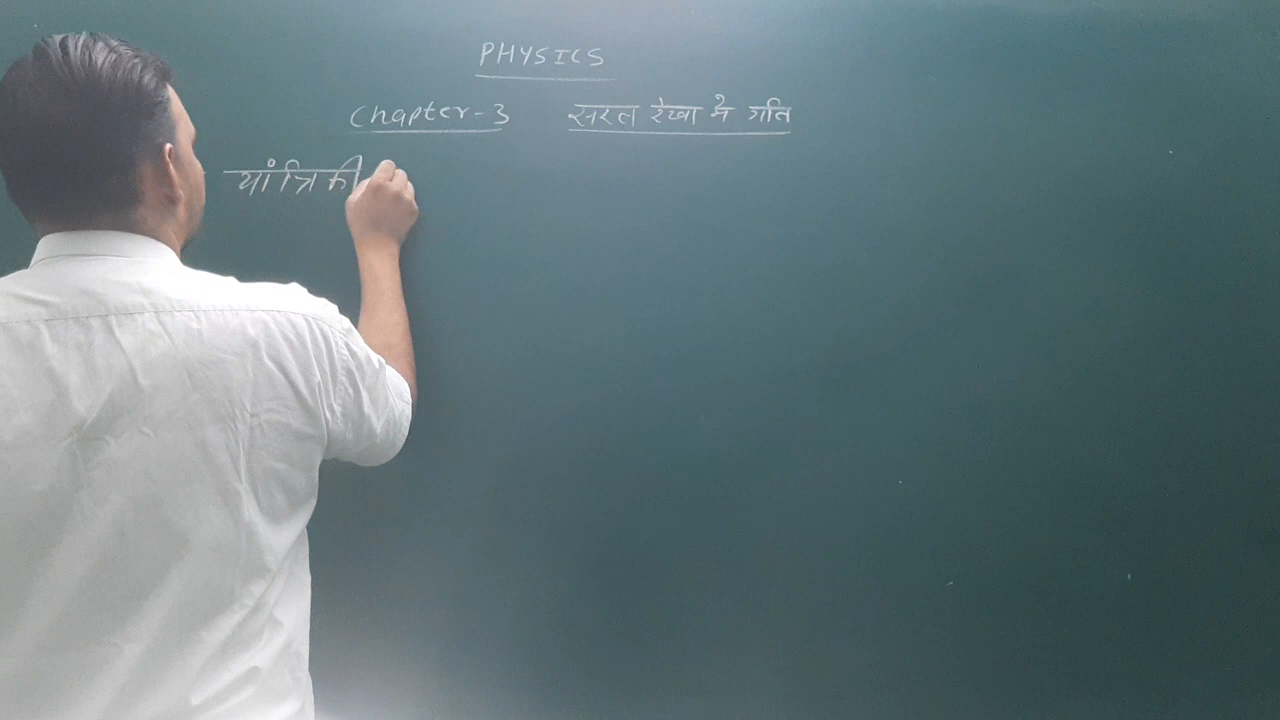 PHYSICS
Chapter-3 सरल रेखा में गति
यांत्रिकी